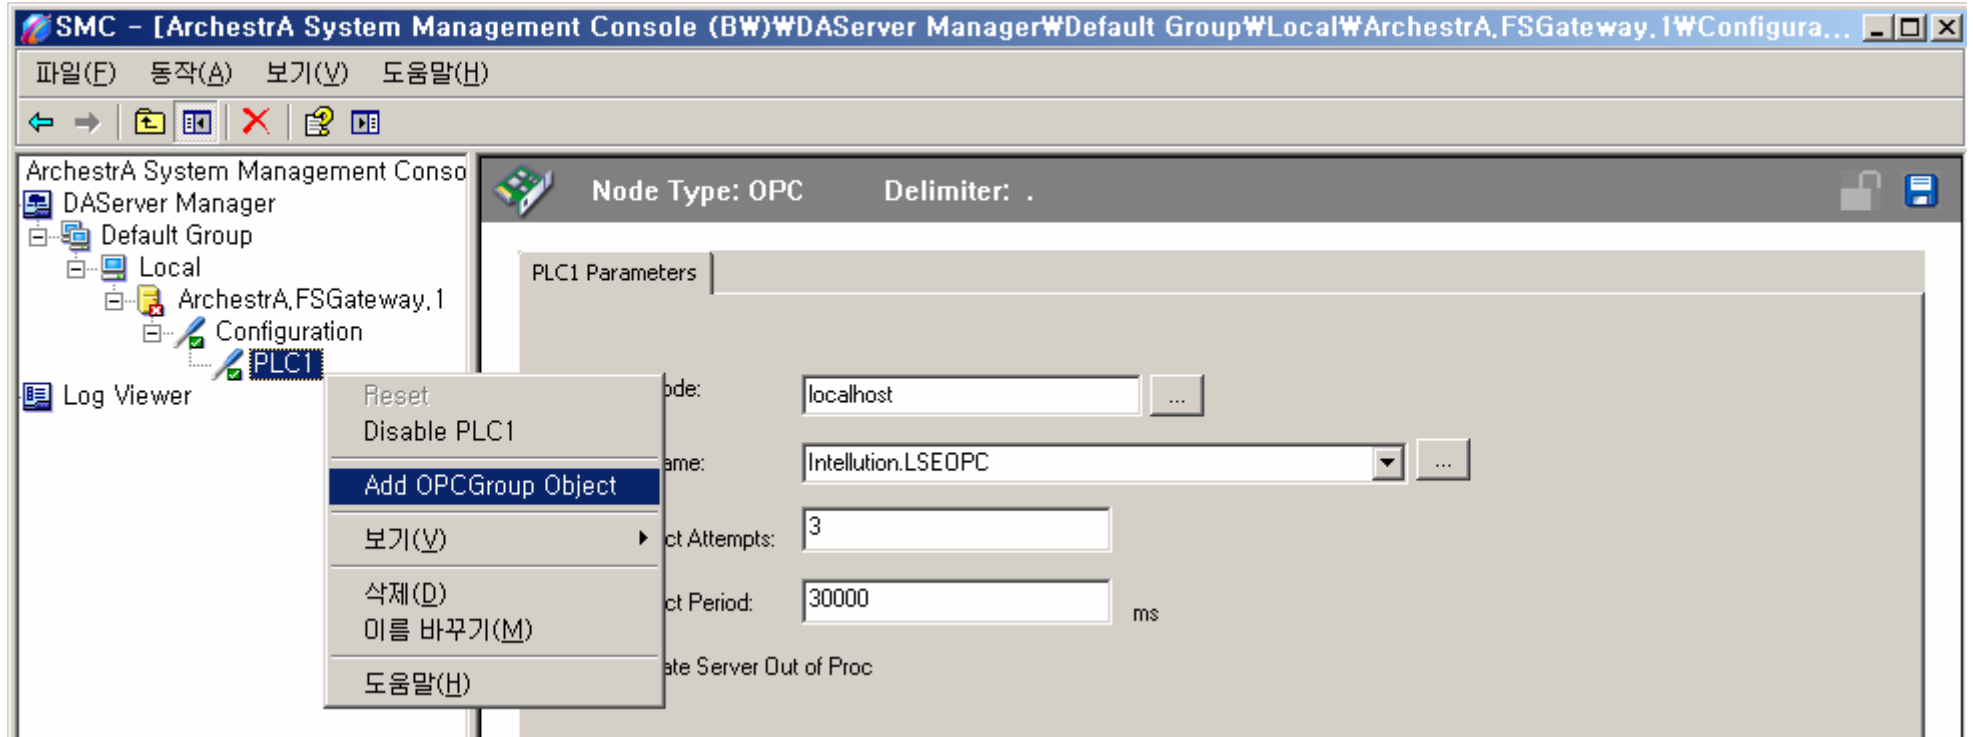 SMC - [ArchestrA System Management Console (B₩)₩DAServer Manager₩Default Group₩Local₩ArchestrA.FSGateway.1₩Configura...
파일(F) 동작(A) 보기(V) 도움말(H)
ArchestrA System Management Conso
DAServer Manager
Default Group
Local
ArchestrA.FSGateway.1
Configuration
PLC1
Log Viewer
Reset
Disable PLC1
Add OPCGroup Object
보기(V)
삭제(D)
이름 바꾸기(M)
도움말(H)
Node Type: OPC Delimiter: .
PLC1 Parameters
ode: localhost ...
ame: Intellution.LSEOPC ...
ct Attempts: 3
ct Period: 30000 ms
ate Server Out of Proc